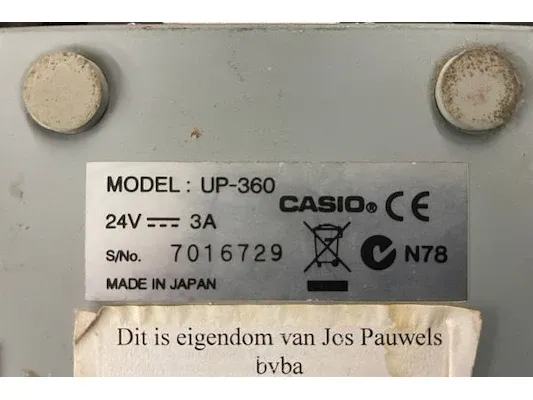 MODEL : UP-360
CASIO® CE
24V 3A
S/No. 7016729
N78
MADE IN JAPAN
Dit is eigendom van Jos Pauwels
bvba